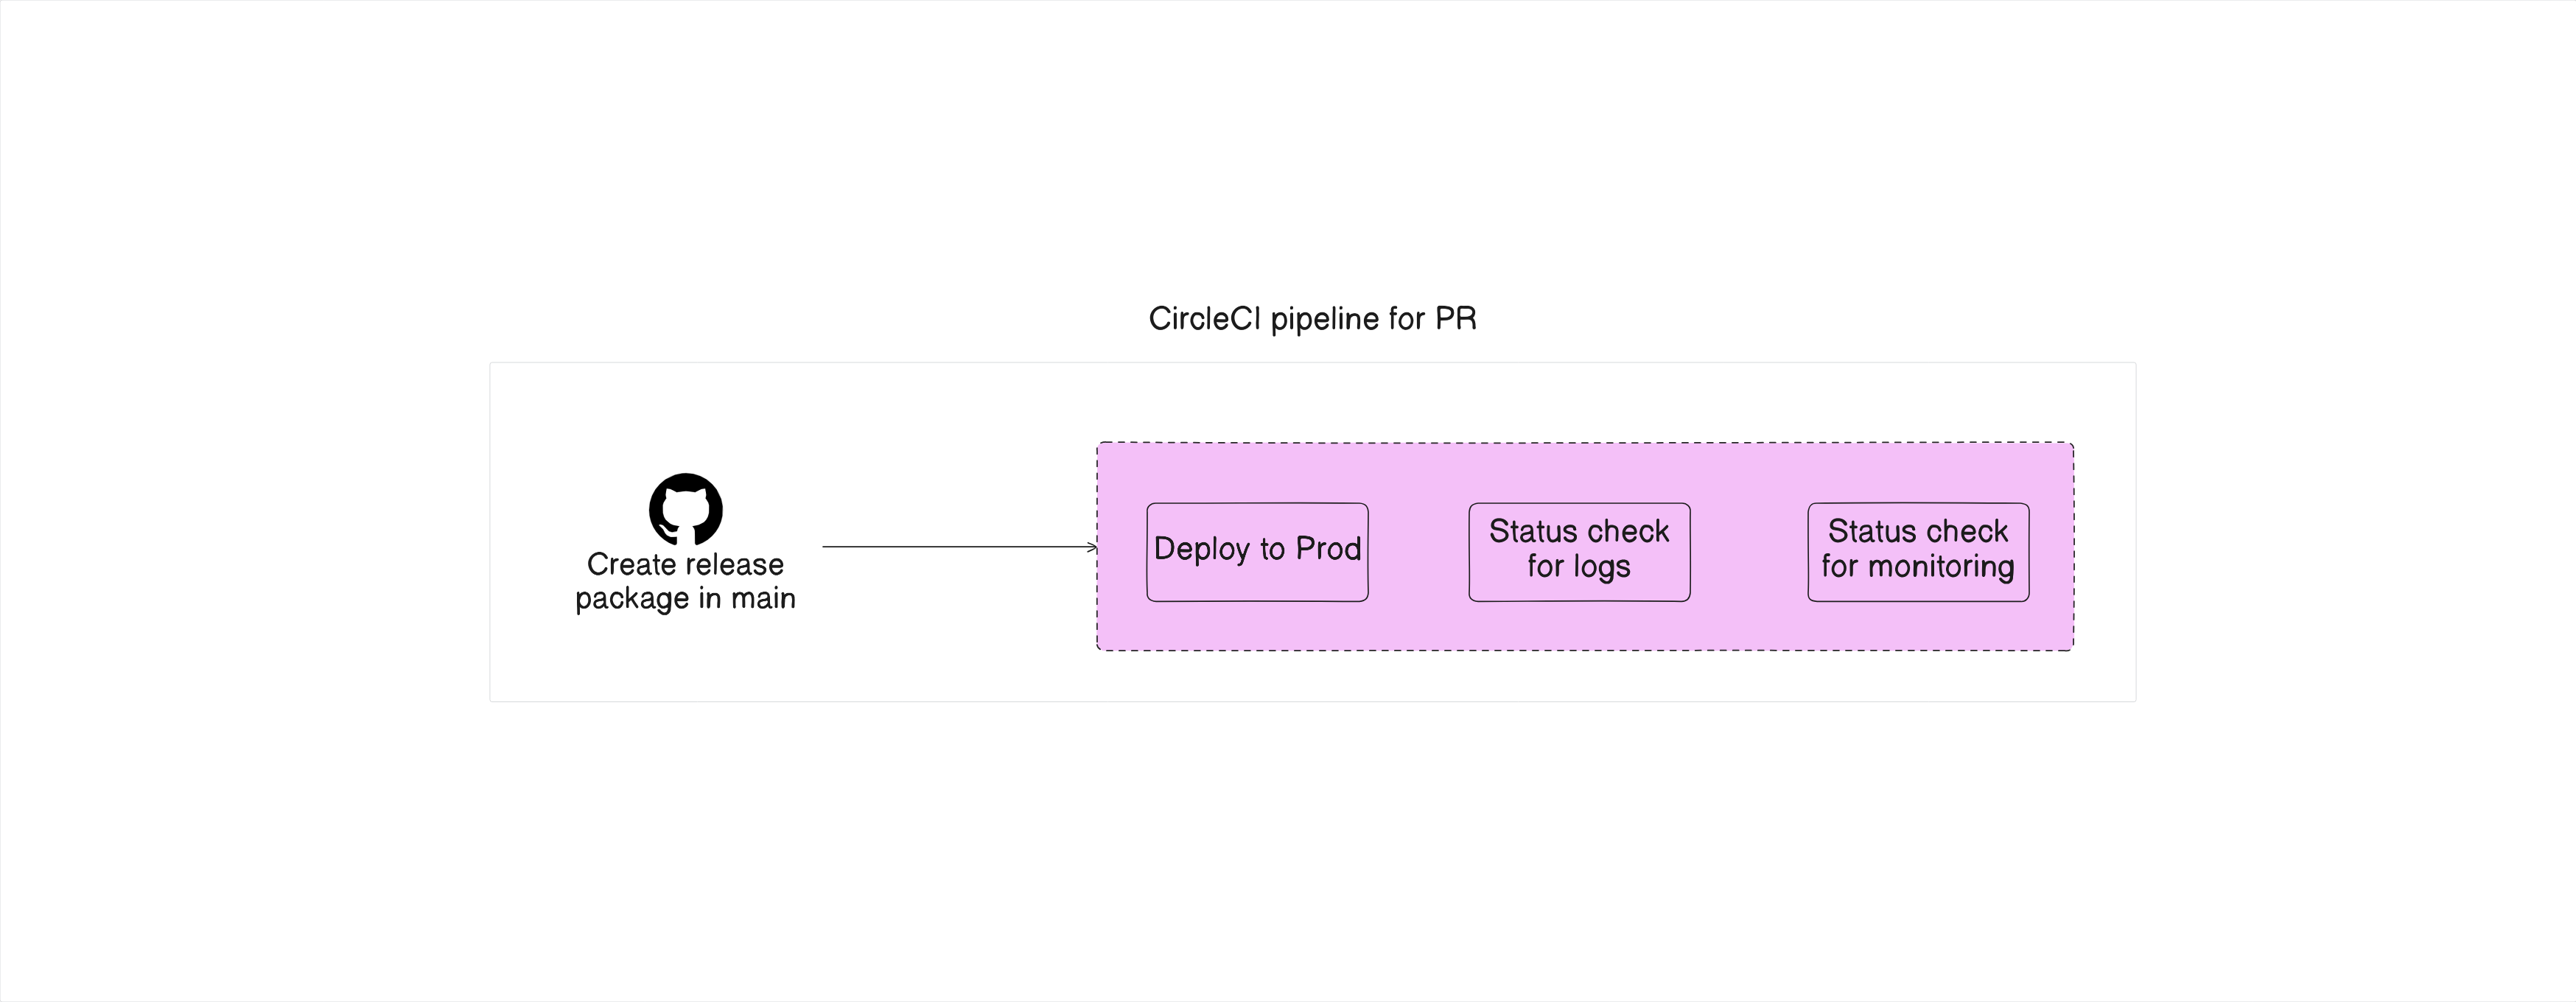 CircleCI pipeline for PR
Create release
package in main
Deploy to Prod
Status check
for logs
Status check
for monitoring